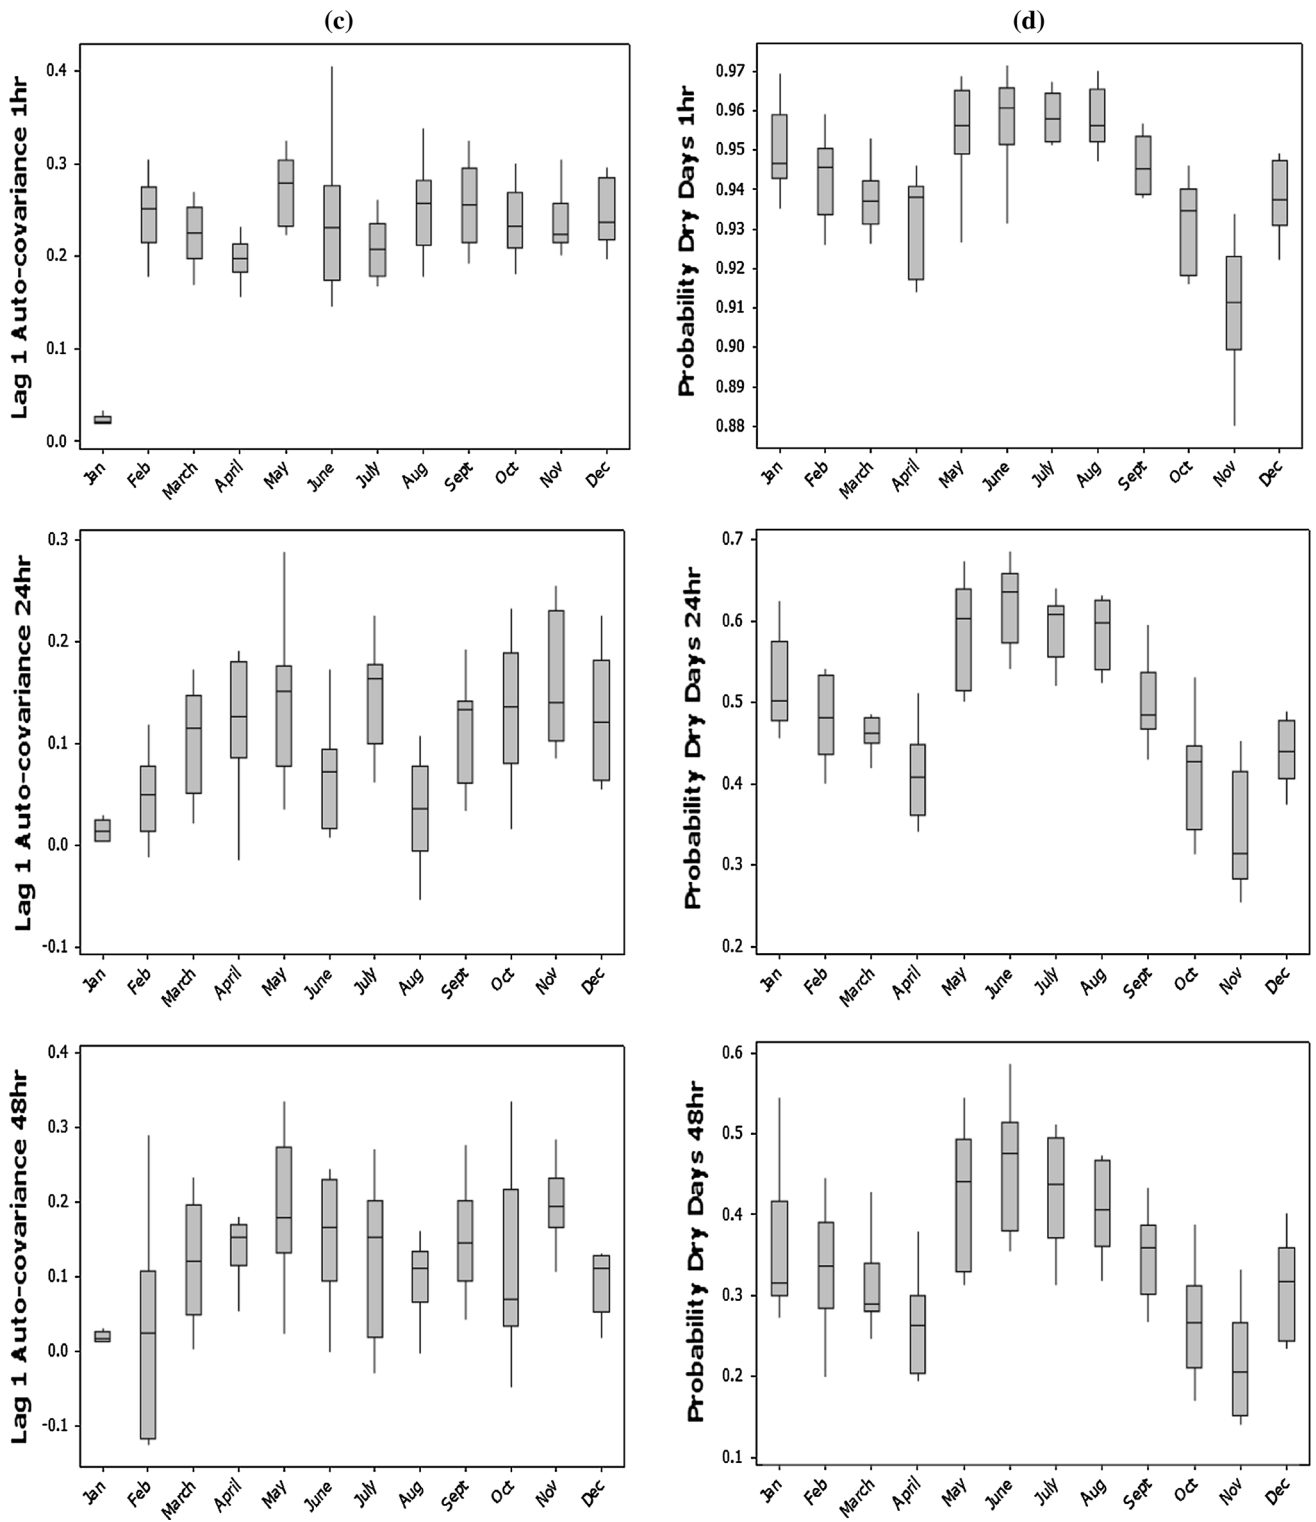 (c)
(d)
Lag 1 Auto-covariance 1hr
0.4
0.3
0.2
0.1
0.0
Jan Feb March April May June July Aug Sept Oct Nov Dec
Probability Dry Days 1hr
0.97
0.96
0.95
0.94
0.93
0.92
0.91
0.90
0.89
0.88
Jan Feb March April May June July Aug Sept Oct Nov Dec
Lag 1 Auto-covariance 24hr
0.3
0.2
0.1
0.0
-0.1
Jan Feb March April May June July Aug Sept Oct Nov Dec
Probability Dry Days 24hr
0.7
0.6
0.5
0.4
0.3
0.2
Jan Feb March April May June July Aug Sept Oct Nov Dec
Lag 1 Auto-covariance 48hr
0.4
0.3
0.2
0.1
0.0
-0.1
Jan Feb March April May June July Aug Sept Oct Nov Dec
Probability Dry Days 48hr
0.6
0.5
0.4
0.3
0.2
0.1
Jan Feb March April May June July Aug Sept Oct Nov Dec